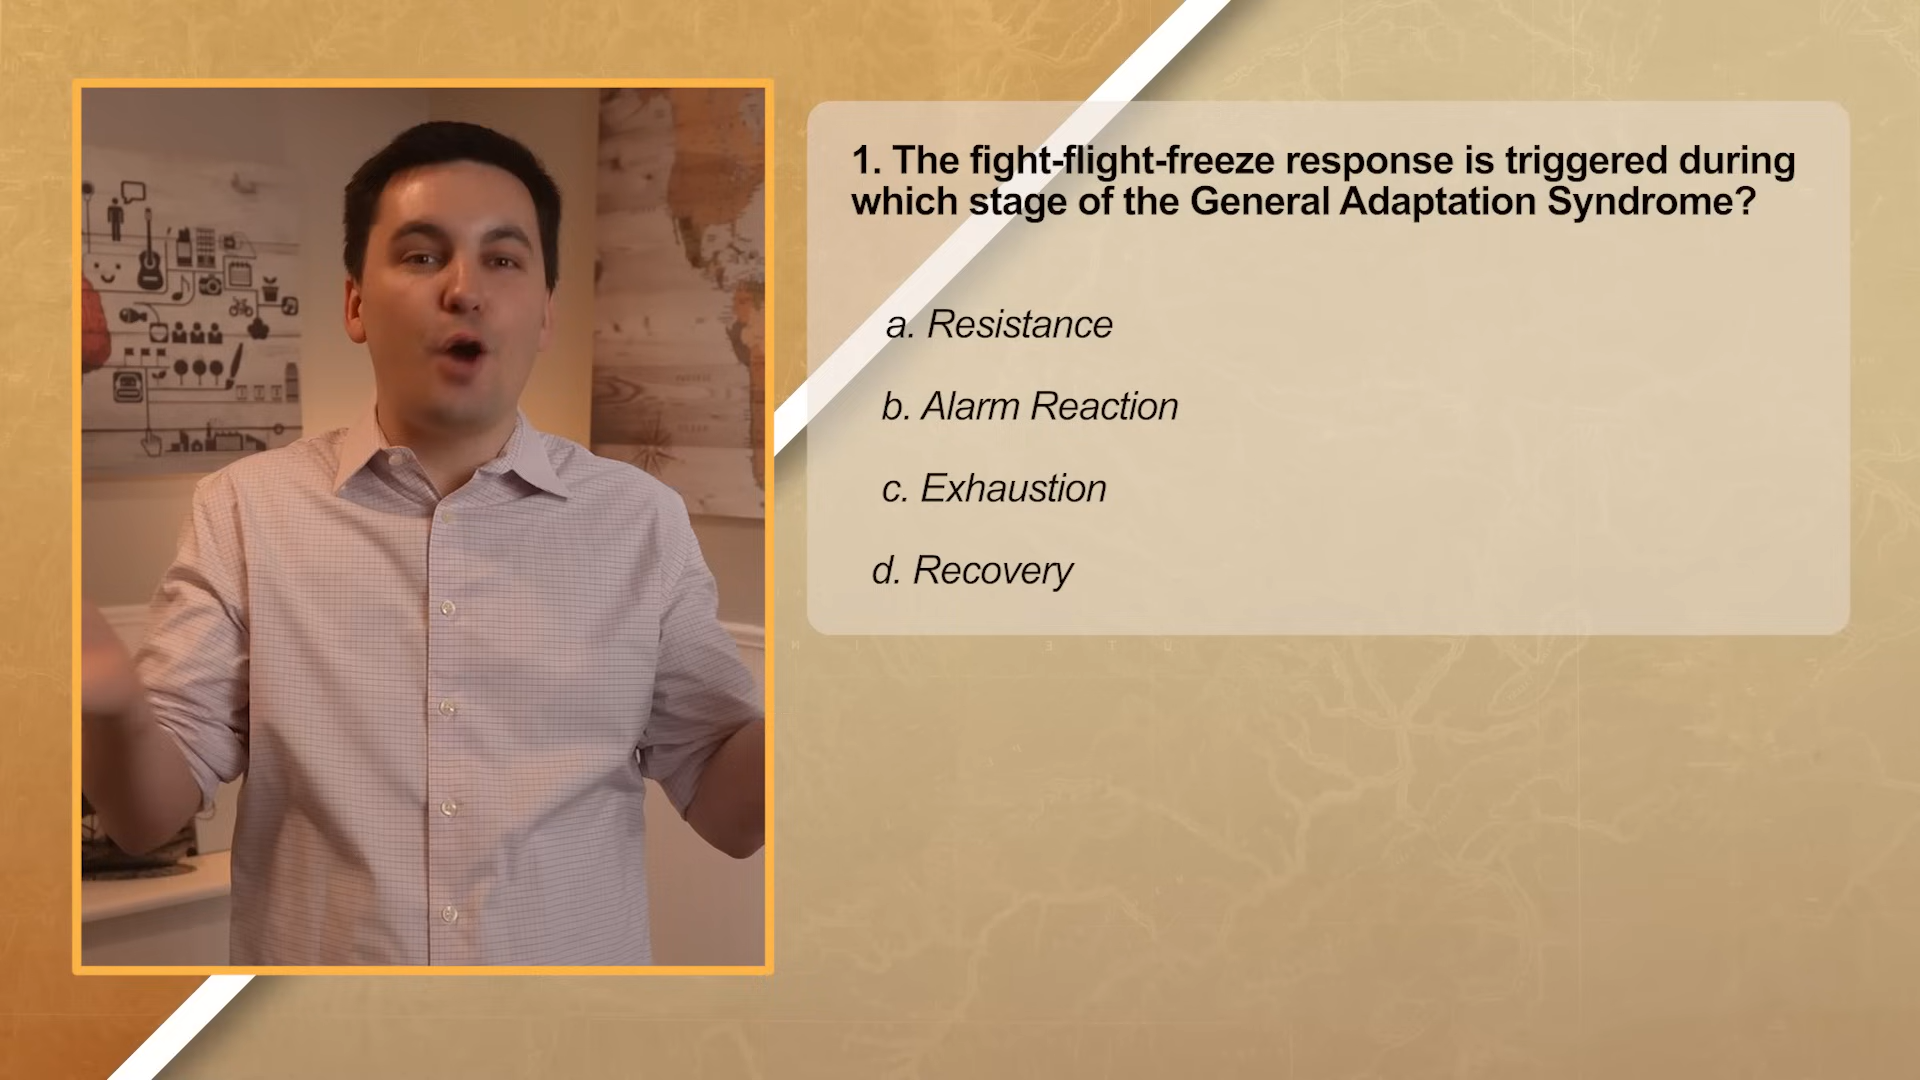 1. The fight-flight-freeze response is triggered during
which stage of the General Adaptation Syndrome?
a. Resistance
b. Alarm Reaction
c. Exhaustion
d. Recovery